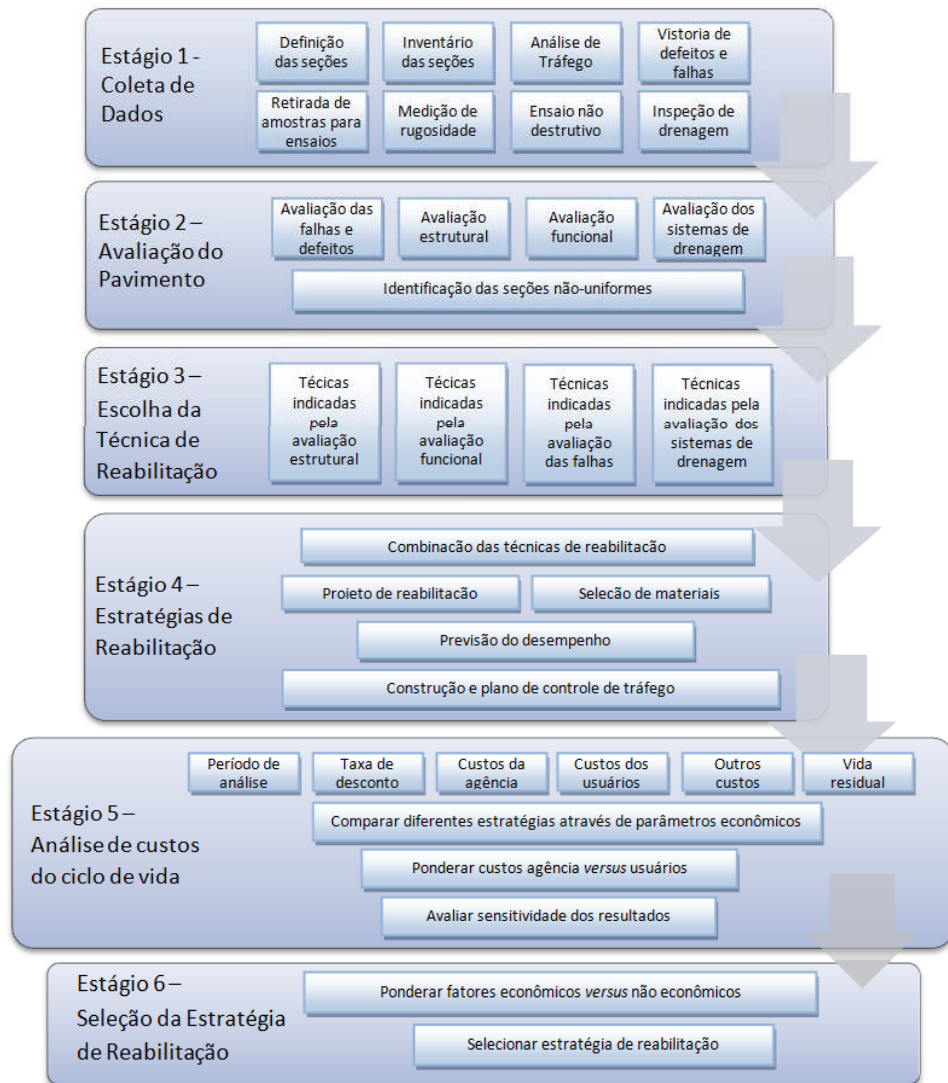 Estágio 1 -
Coleta de
Dados
Definição
das seções
Inventário
das seções
Análise de
Tráfego
Vistoria de
defeitos e
falhas
Retirada de
amostras para
ensaios
Medição de
rugosidade
Ensaio não
destrutivo
Inspeção de
drenagem
Estágio 2 –
Avaliação do
Pavimento
Avaliação das
falhas e
defeitos
Avaliação
estrutural
Avaliação
funcional
Avaliação dos
sistemas de
drenagem
Identificação das seções não-uniformes
Estágio 3 –
Escolha da
Técnica de
Reabilitação
Técicas
indicadas
pela
avaliação
estrutural
Técicas
indicadas
pela
avaliação
funcional
Técnicas
indicadas
pela
avaliação
das falhas
Técnicas
indicadas pela
avaliação dos
sistemas de
drenagem
Estágio 4 –
Estratégias de
Reabilitação
Combinacão das técnicas de reabilitacão
Projeto de reabilitacão
Selecão de materiais
Previsão do desempenho
Construção e plano de controle de tráfego
Estágio 5 –
Análise de custos
do ciclo de vida
Período de
análise
Taxa de
desconto
Custos da
agência
Custos dos
usuários
Outros
custos
Vida
residual
Comparar diferentes estratégias através de parâmetros econômicos
Ponderar custos agência versus usuários
Avaliar sensitividade dos resultados
Estágio 6 –
Seleção da Estratégia
de Reabilitação
Ponderar fatores econômicos versus não econômicos
Selecionar estratégia de reabilitação